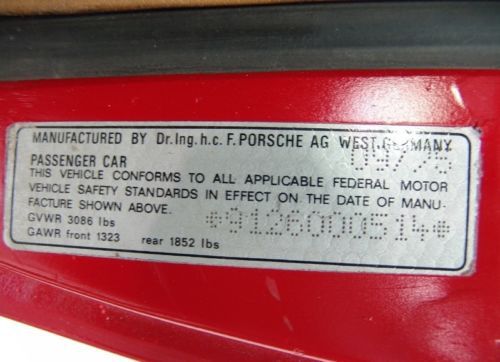 MANUFACTURED BY Dr.Ing.h.c.F.PORSCHE AG WEST.GERMANY
09/75
PASSENGER CAR
THIS VEHICLE CONFORMS TO ALL APPLICABLE FEDERAL MOTOR
VEHICLE SAFETY STANDARDS IN EFFECT ON THE DATE OF MANU-
FACTURE SHOWN ABOVE.
GVWR 3086 lbs
*9126000514*
GAWR front 1323 rear 1852 lbs